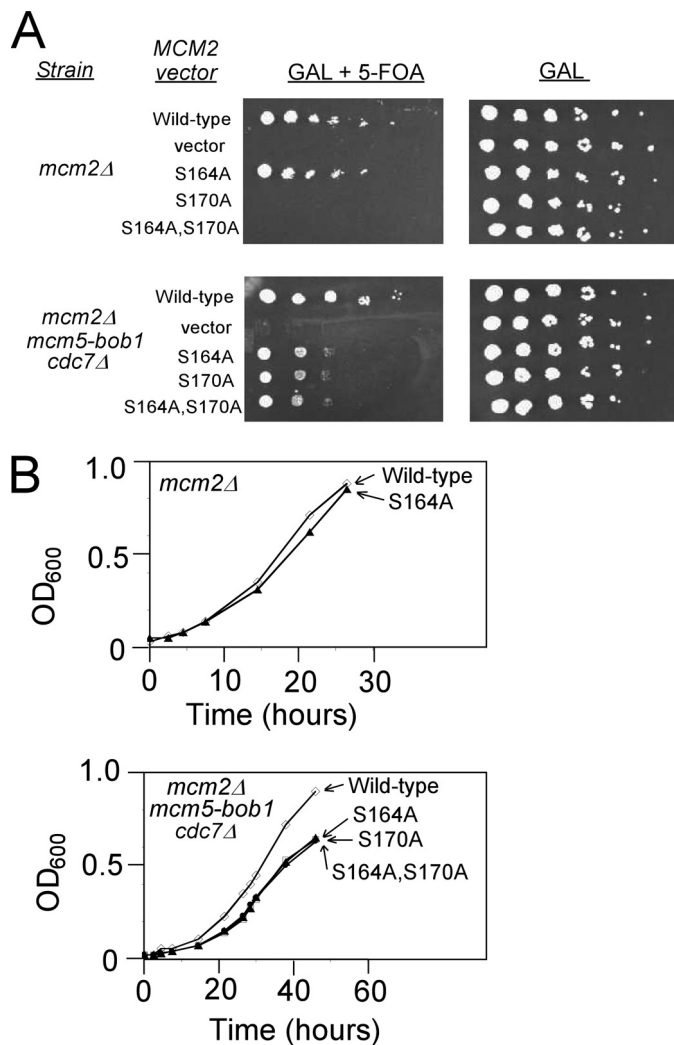 A
Strain
MCM2
vector
GAL + 5-FOA
GAL
mcm2Δ
Wild-type
vector
S164A
S170A
S164A,S170A
mcm2Δ
mcm5-bob1
cdc7Δ
Wild-type
vector
S164A
S170A
S164A,S170A
B
mcm2Δ
Wild-type
S164A
OD600
1.0
0.5
0
0 10 20 30
Time (hours)
mcm2Δ
mcm5-bob1
cdc7Δ
Wild-type
S164A
S170A
S164A,S170A
OD600
1.0
0.5
0
0 20 40 60
Time (hours)